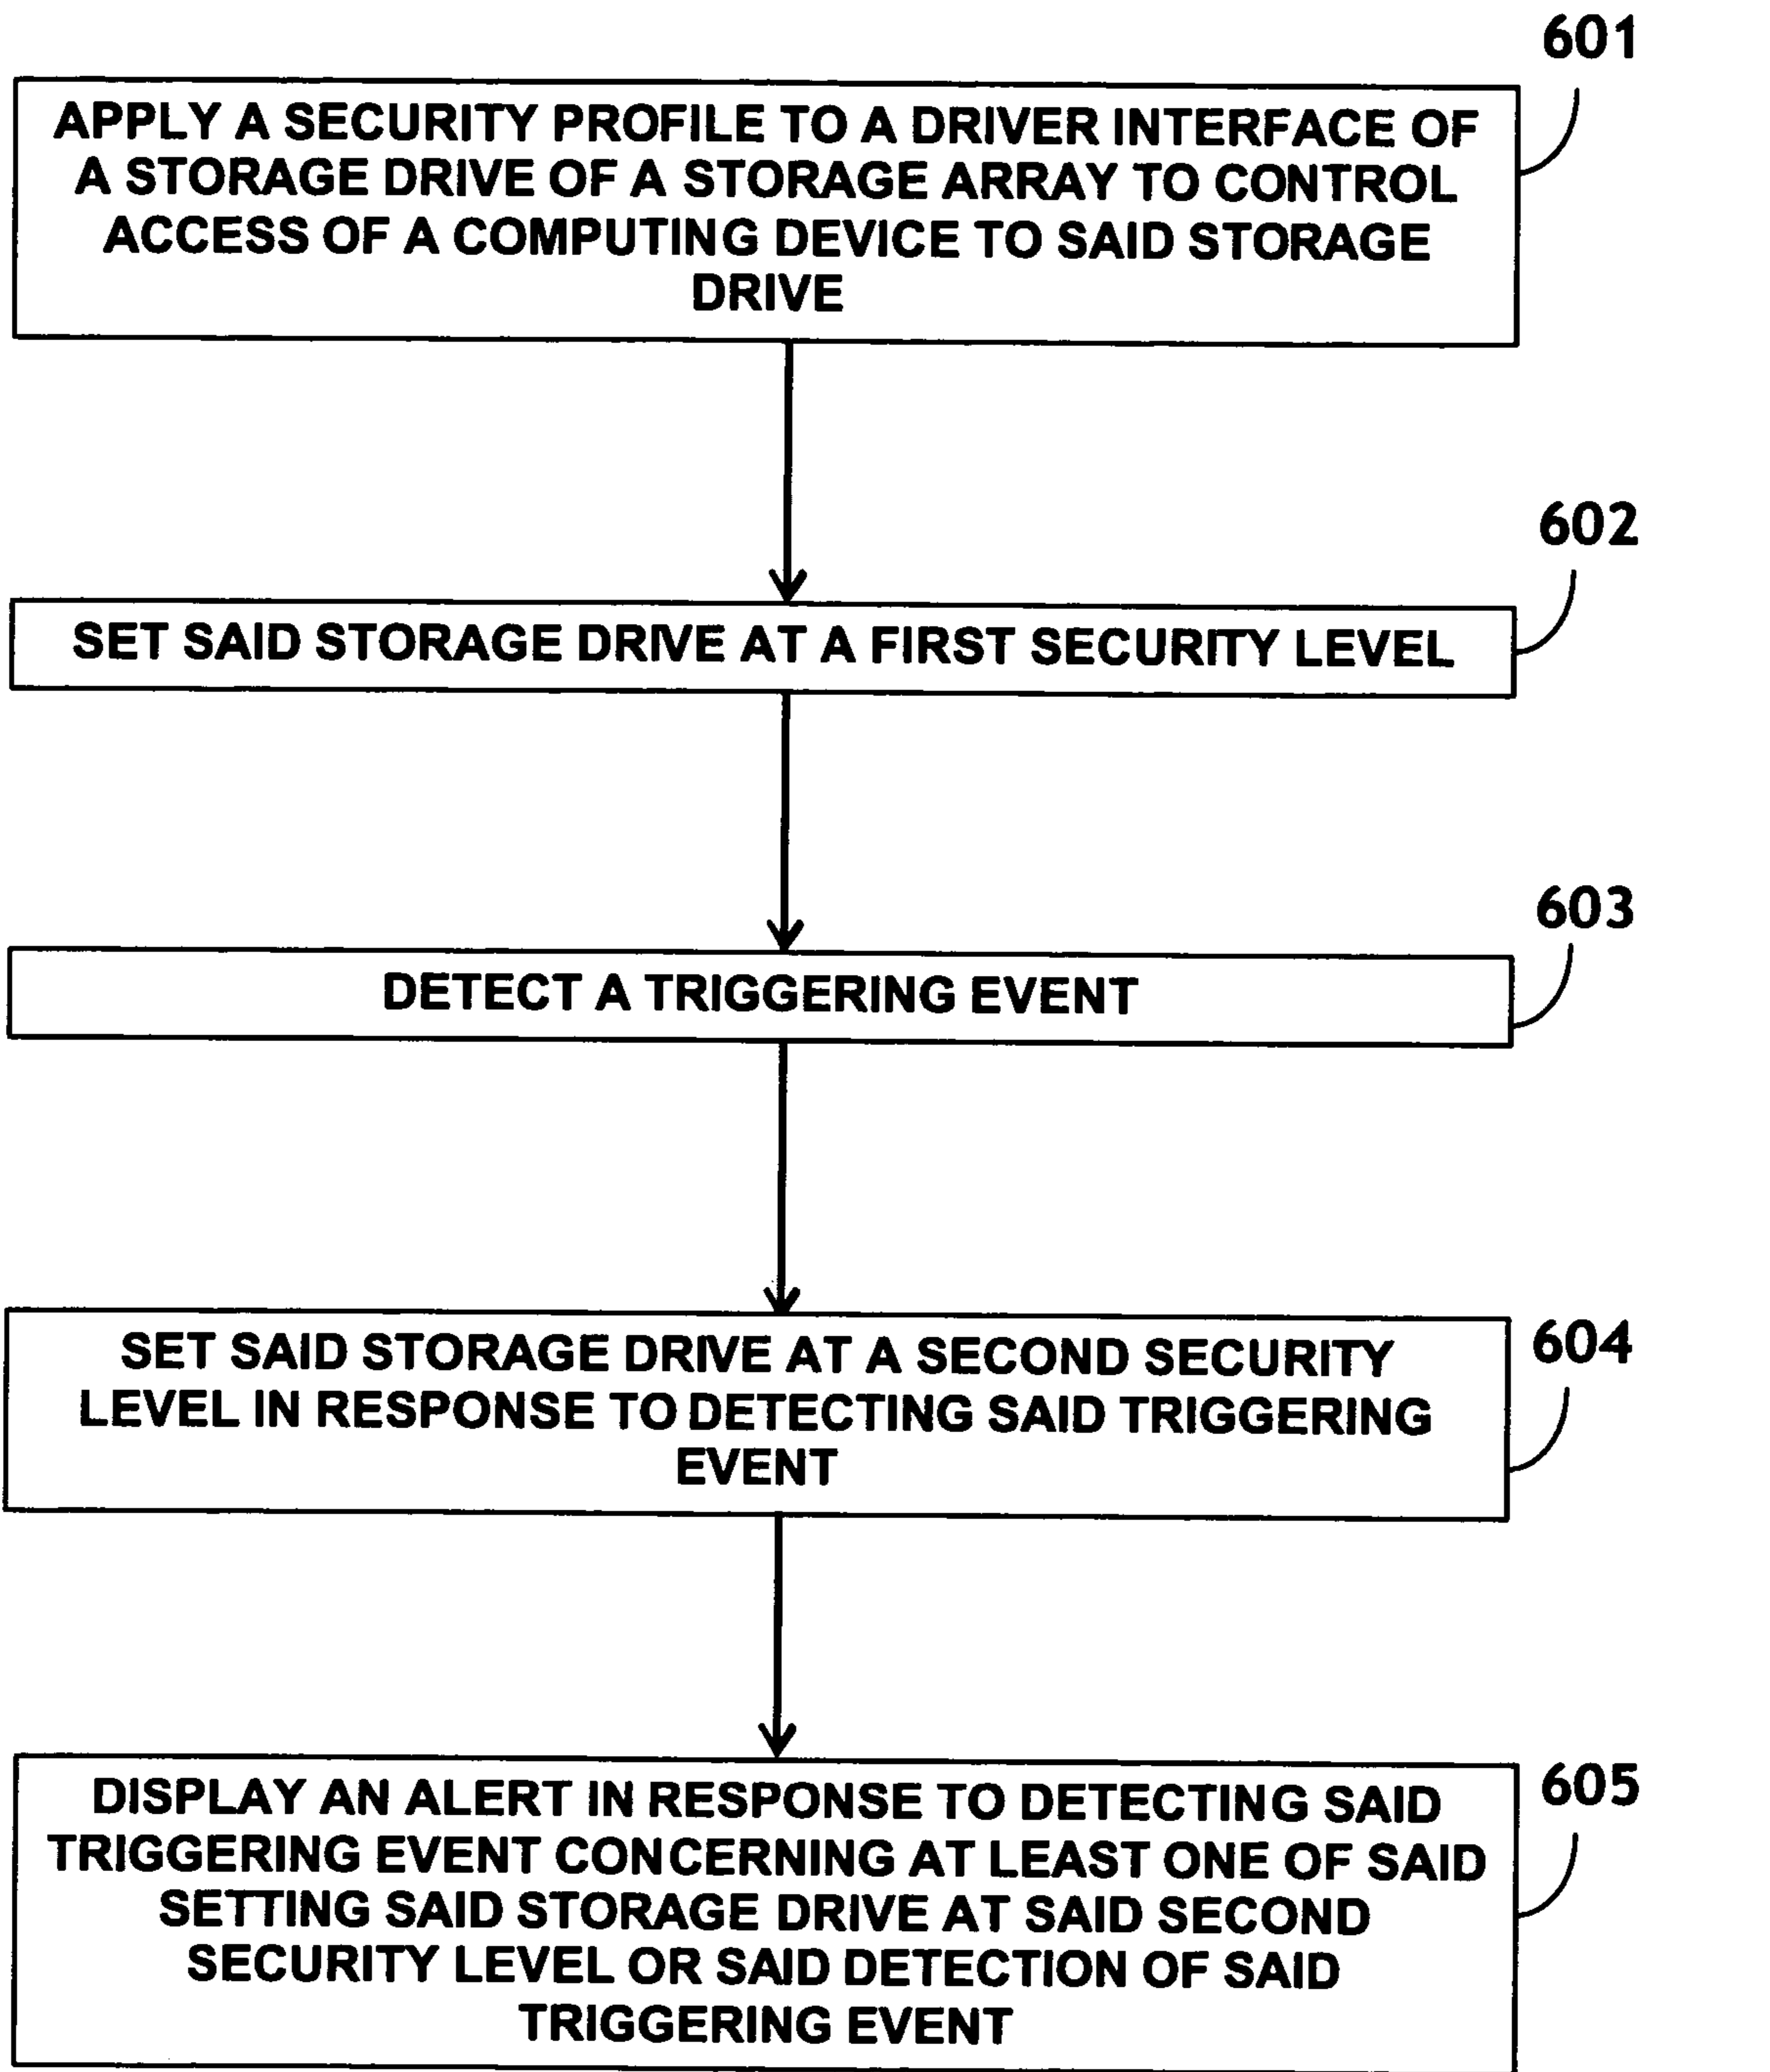 601
APPLY A SECURITY PROFILE TO A DRIVER INTERFACE OF
A STORAGE DRIVE OF A STORAGE ARRAY TO CONTROL
ACCESS OF A COMPUTING DEVICE TO SAID STORAGE
DRIVE
602
SET SAID STORAGE DRIVE AT A FIRST SECURITY LEVEL
603
DETECT A TRIGGERING EVENT
604
SET SAID STORAGE DRIVE AT A SECOND SECURITY
LEVEL IN RESPONSE TO DETECTING SAID TRIGGERING
EVENT
605
DISPLAY AN ALERT IN RESPONSE TO DETECTING SAID
TRIGGERING EVENT CONCERNING AT LEAST ONE OF SAID
SETTING SAID STORAGE DRIVE AT SAID SECOND
SECURITY LEVEL OR SAID DETECTION OF SAID
TRIGGERING EVENT